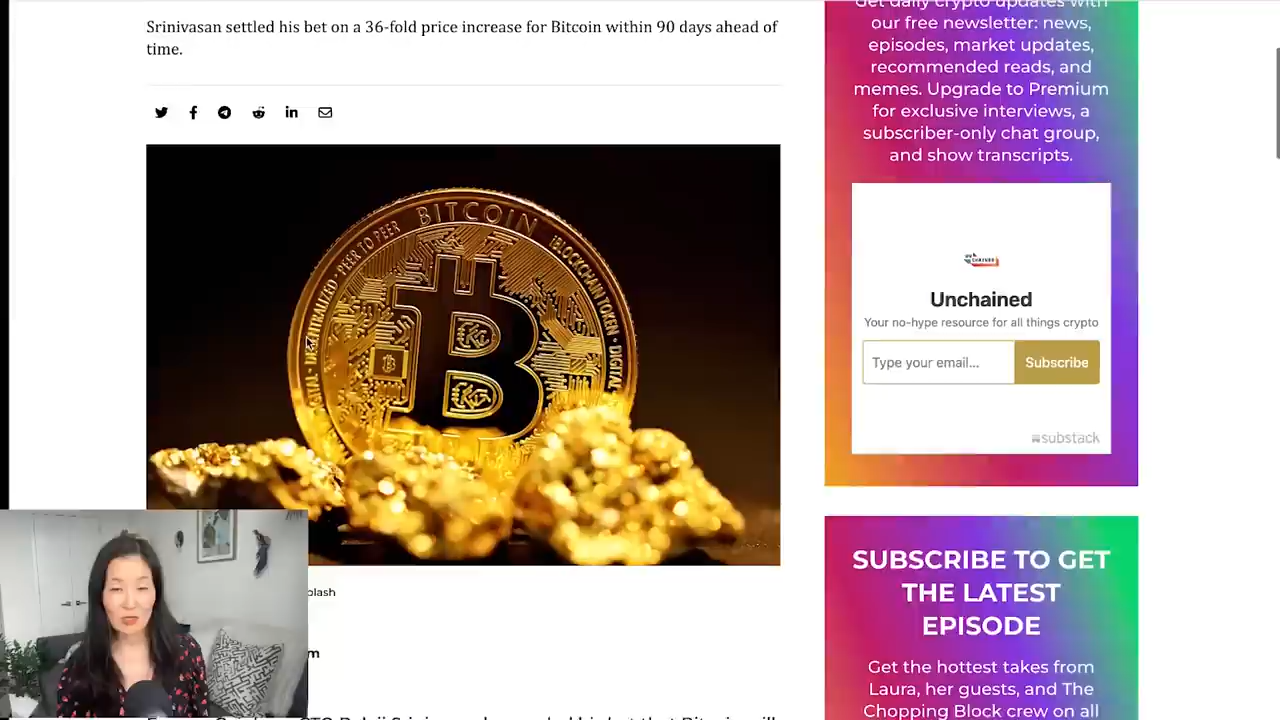 Srinivasan settled his bet on a 36-fold price increase for Bitcoin within 90 days ahead of
time.
BITCOIN
PEER TO PEER
BLOCKCHAIN TOKEN
DIGITAL
DECENTRALIZED
plash
m
Get daily crypto updates with
our free newsletter: news,
episodes, market updates,
recommended reads, and
memes. Upgrade to Premium
for exclusive interviews, a
subscriber-only chat group,
and show transcripts.
Unchained
Your no-hype resource for all things crypto
Type your email...
Subscribe
substack
SUBSCRIBE TO GET
THE LATEST
EPISODE
Get the hottest takes from
Laura, her guests, and The
Chopping Block crew on all